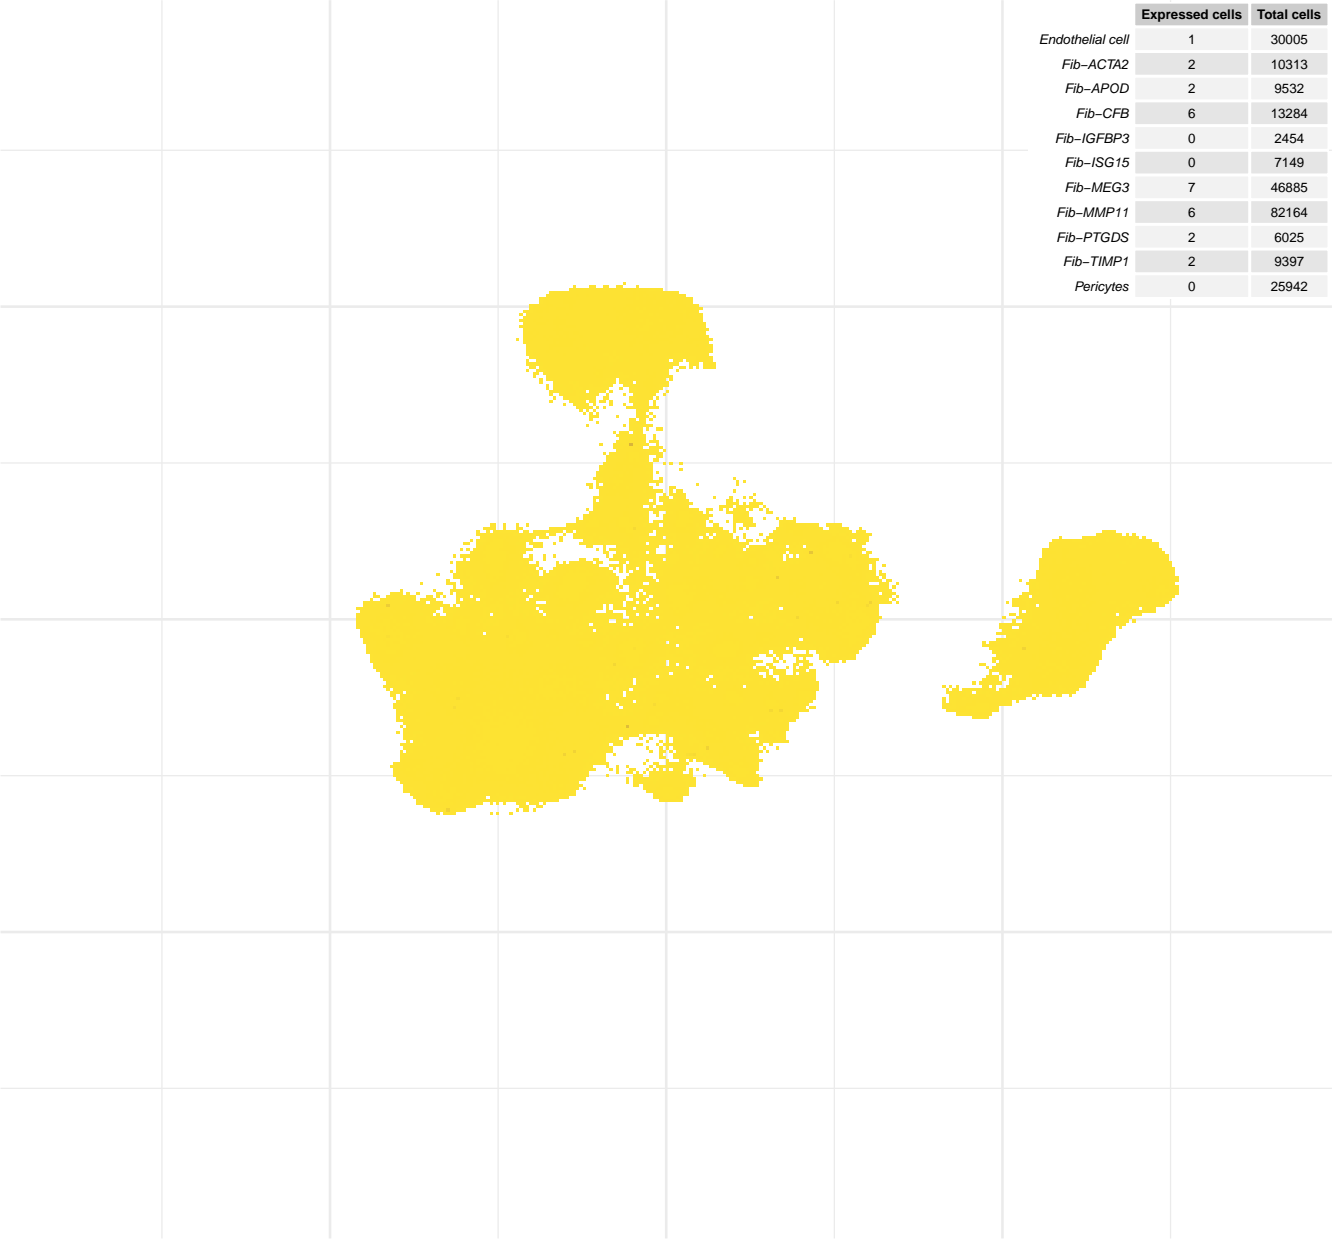 Expressed cells Total cells
Endothelial cell 1 30005
Fib−ACTA2 2 10313
Fib−APOD 2 9532
Fib−CFB 6 13284
Fib−IGFBP3 0 2454
Fib−ISG15 0 7149
Fib−MEG3 7 46885
Fib−MMP11 6 82164
Fib−PTGDS 2 6025
Fib−TIMP1 2 9397
Pericytes 0 25942